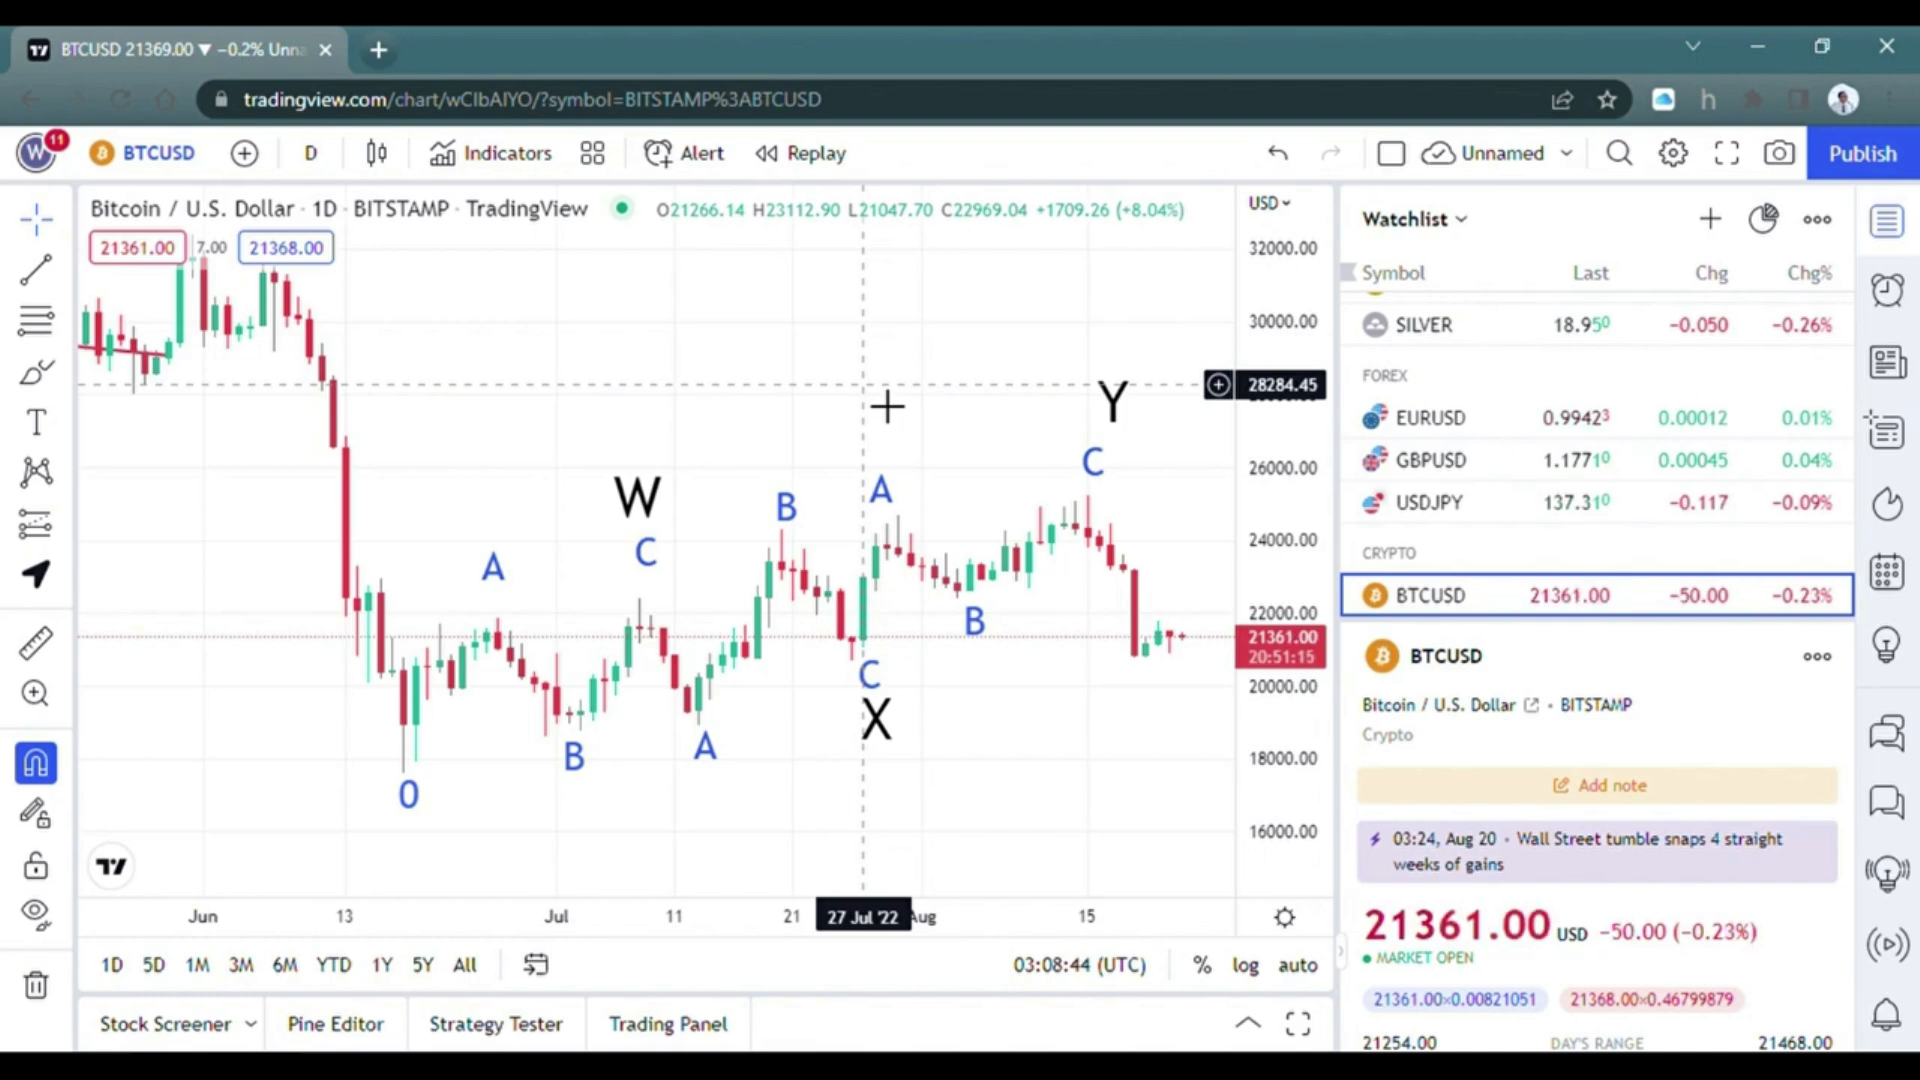 BTCUSD 21369.00 ▼ −0.2% Unna
tradingview.com/chart/wCIbAIYO/?symbol=BITSTAMP%3ABTCUSD
h
W 11 BTCUSD D Indicators Alert Replay Unnamed Publish
Bitcoin / U.S. Dollar · 1D · BITSTAMP · TradingView O21266.14 H23112.90 L21047.70 C22969.04 +1709.26 (+8.04%) USD
21361.00 7.00 21368.00
32000.00
30000.00
28284.45
26000.00
24000.00
22000.00
21361.00
20:51:15
20000.00
18000.00
16000.00
Y
C
A
B
W
C
A
B
C
X
A
B
0
Jun 13 Jul 11 21 27 Jul '22 Aug 15
1D 5D 1M 3M 6M YTD 1Y 5Y All 03:08:44 (UTC) % log auto
Stock Screener Pine Editor Strategy Tester Trading Panel
Watchlist
Symbol Last Chg Chg%
SILVER 18.950 −0.050 −0.26%
FOREX
EURUSD 0.99423 0.00012 0.01%
GBPUSD 1.17710 0.00045 0.04%
USDJPY 137.310 −0.117 −0.09%
CRYPTO
BTCUSD 21361.00 −50.00 −0.23%
BTCUSD
Bitcoin / U.S. Dollar · BITSTAMP
Crypto
Add note
03:24, Aug 20 · Wall Street tumble snaps 4 straight
weeks of gains
21361.00 USD −50.00 (−0.23%)
MARKET OPEN
21361.00×0.00821051 21368.00×0.46799879
21254.00 DAY'S RANGE 21468.00